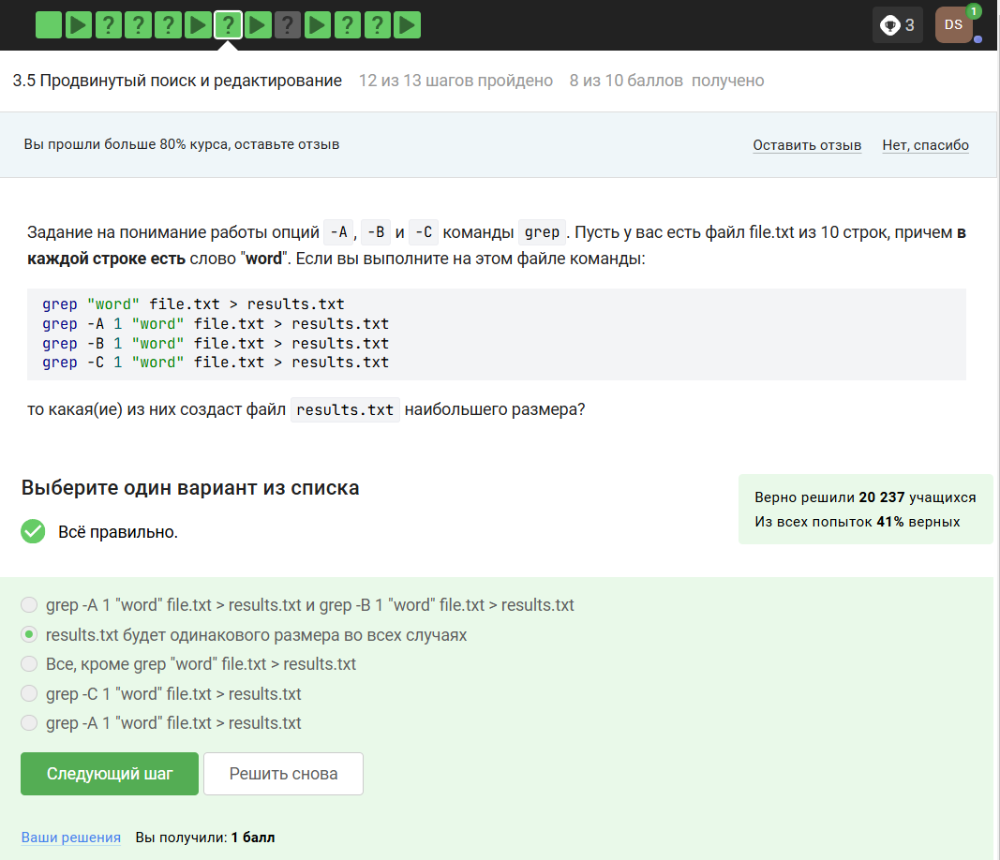 ? ? ? ? ? ? ? 3 DS 1
3.5 Продвинутый поиск и редактирование 12 из 13 шагов пройдено 8 из 10 баллов получено
Вы прошли больше 80% курса, оставьте отзыв Оставить отзыв Нет, спасибо
Задание на понимание работы опций -A, -B и -C команды grep. Пусть у вас есть файл file.txt из 10 строк, причем в
каждой строке есть слово "word". Если вы выполните на этом файле команды:
grep "word" file.txt > results.txt
grep -A 1 "word" file.txt > results.txt
grep -B 1 "word" file.txt > results.txt
grep -C 1 "word" file.txt > results.txt
то какая(ие) из них создаст файл results.txt наибольшего размера?
Выберите один вариант из списка
Всё правильно.
Верно решили 20 237 учащихся
Из всех попыток 41% верных
grep -A 1 "word" file.txt > results.txt и grep -B 1 "word" file.txt > results.txt
results.txt будет одинакового размера во всех случаях
Все, кроме grep "word" file.txt > results.txt
grep -C 1 "word" file.txt > results.txt
grep -A 1 "word" file.txt > results.txt
Следующий шаг Решить снова
Ваши решения Вы получили: 1 балл